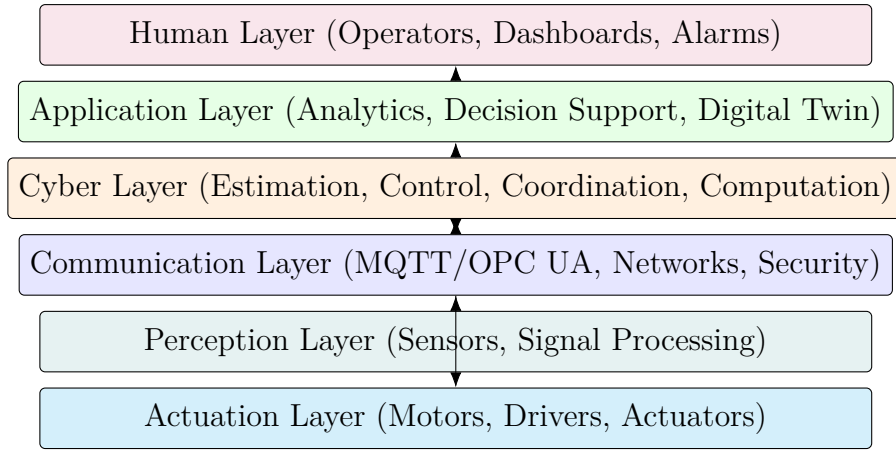 Human Layer (Operators, Dashboards, Alarms)
Application Layer (Analytics, Decision Support, Digital Twin)
Cyber Layer (Estimation, Control, Coordination, Computation)
Communication Layer (MQTT/OPC UA, Networks, Security)
Perception Layer (Sensors, Signal Processing)
Actuation Layer (Motors, Drivers, Actuators)